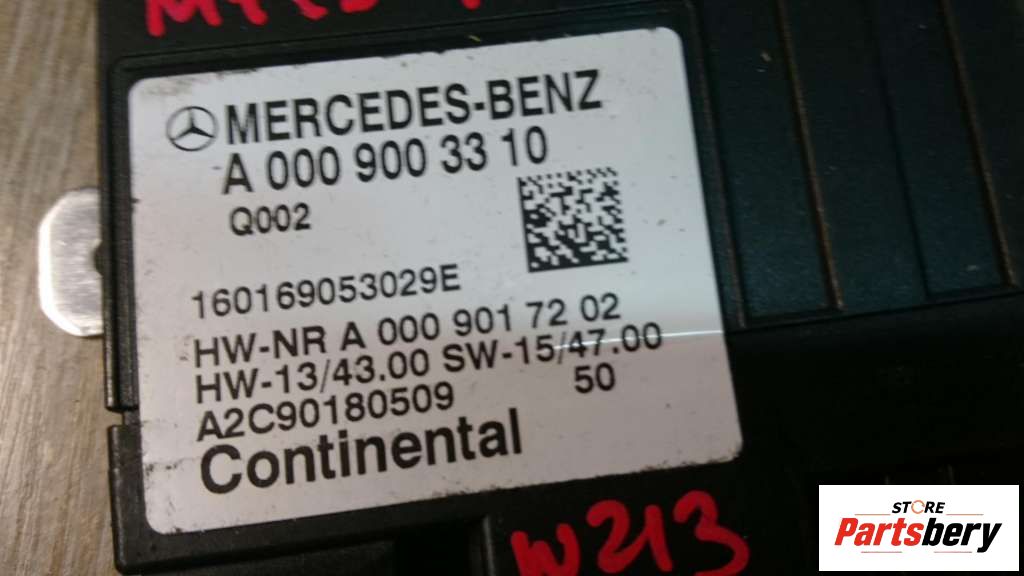 MERCEDES-BENZ
A 000 900 33 10
Q002
160169053029E
HW-NR A 000 901 72 02
HW-13/43.00 SW-15/47.00
A2C90180509 50
Continental
W213
STORE
Partsbery